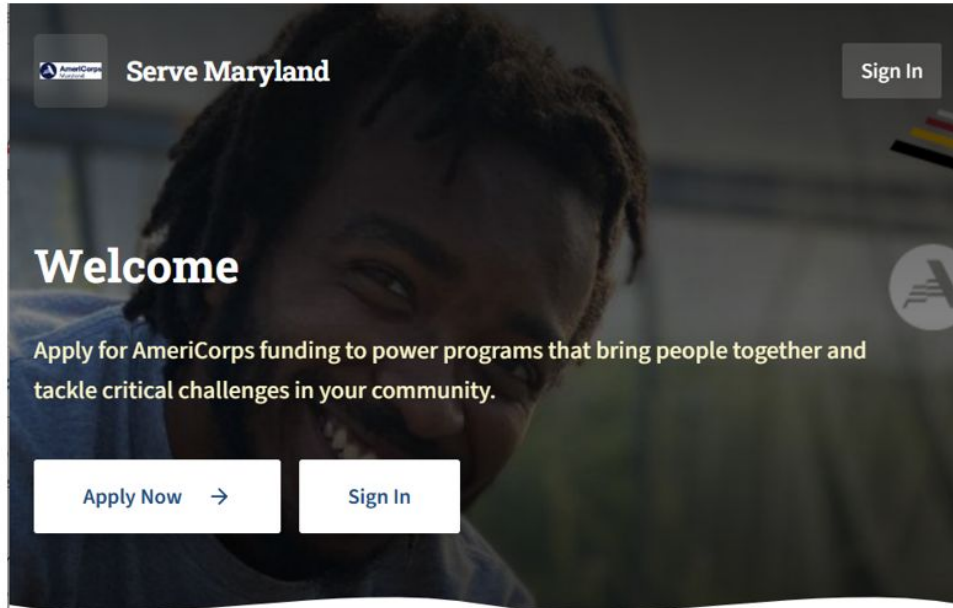 AmeriCorps
Serve Maryland
Sign In
Welcome
Apply for AmeriCorps funding to power programs that bring people together and
tackle critical challenges in your community.
Apply Now →
Sign In